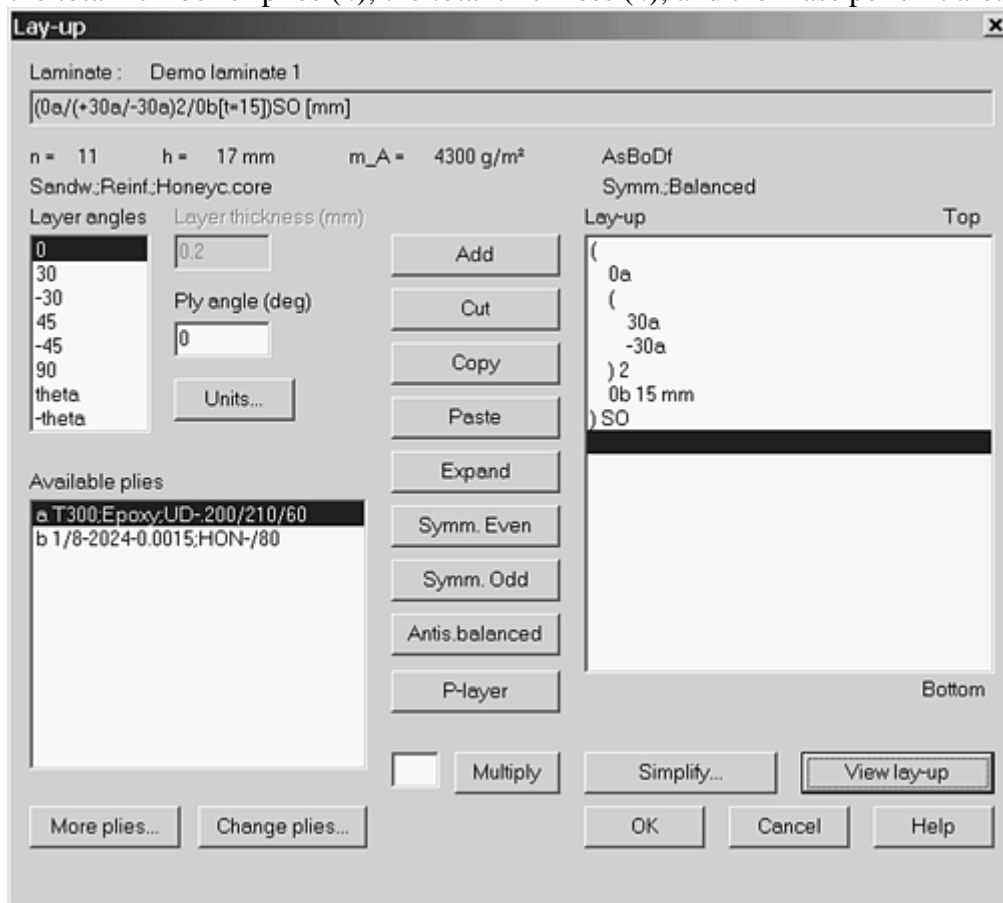 Lay-up x
Laminate : Demo laminate 1
(0a/(+30a/-30a)2/0b[t=15])SO [mm]
n = 11 h = 17 mm m_A = 4300 g/m² AsBoDf
Sandw.;Reinf.;Honeyc.core Symm.;Balanced
Layer angles Layer thickness (mm) Lay-up Top
0
30
-30
45
-45
90
theta
-theta
0.2
Ply angle (deg)
0
Units...
Available plies
a T300;Epoxy;UD-.200/210/60
b 1/8-2024-0.0015;HON-/80
Add
Cut
Copy
Paste
Expand
Symm. Even
Symm. Odd
Antis.balanced
P-layer
Multiply
(
0a
(
30a
-30a
) 2
0b 15 mm
) SO
Bottom
Simplify... View lay-up
More plies... Change plies... OK Cancel Help